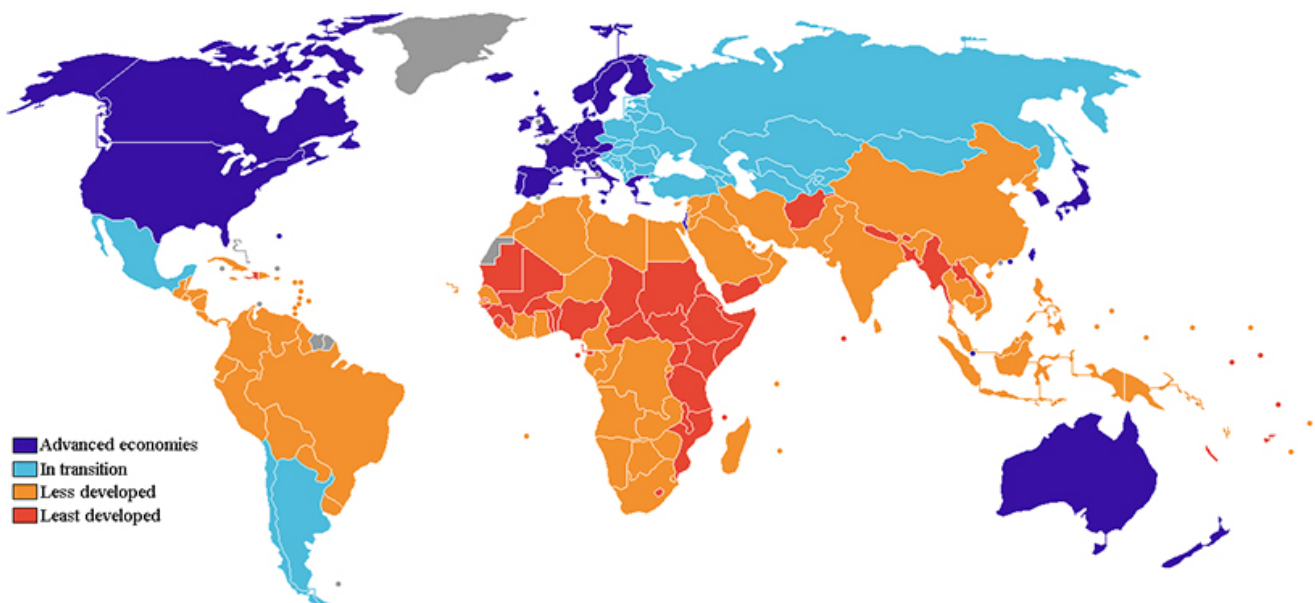 Advanced economies
In transition
Less developed
Least developed